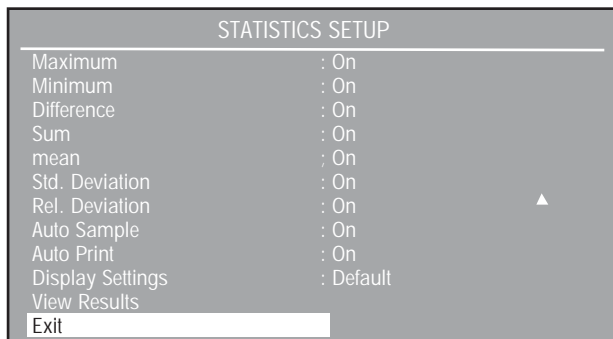 STATISTICS SETUP
Maximum : On
Minimum : On
Difference : On
Sum : On
mean ; On
Std. Deviation : On
Rel. Deviation : On
Auto Sample : On
Auto Print : On
Display Settings : Default
View Results
Exit